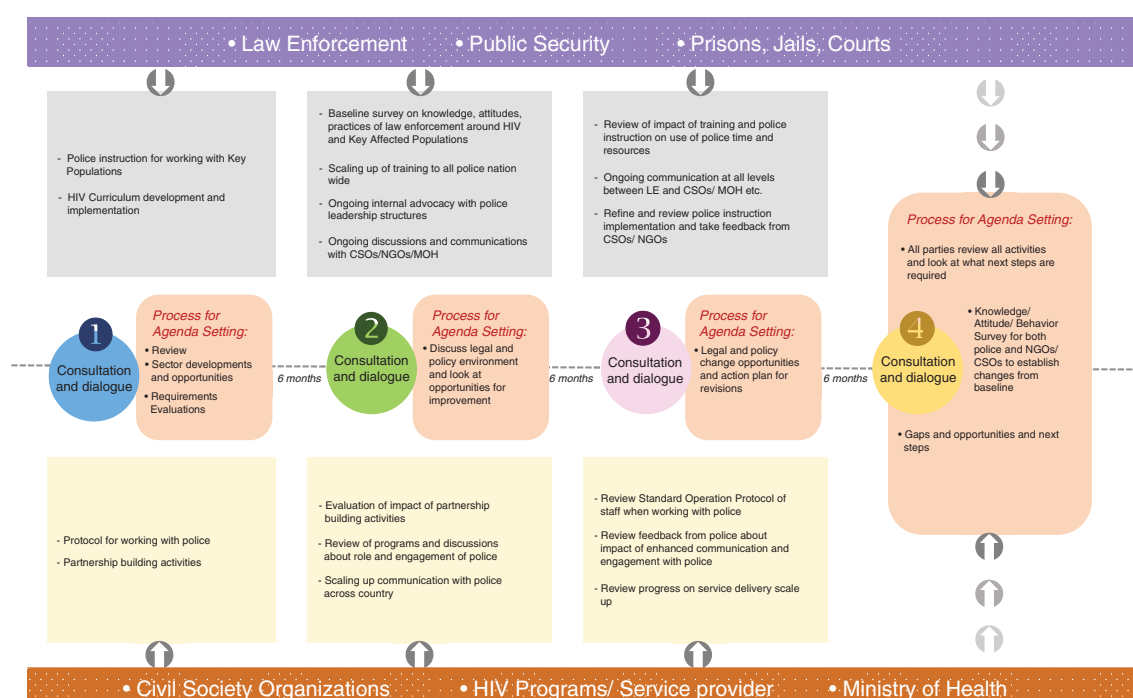 • Law Enforcement • Public Security • Prisons, Jails, Courts
- Police instruction for working with Key
Populations
- HIV Curriculum development and
implementation
- Baseline survey on knowledge, attitudes,
practices of law enforcement around HIV
and Key Affected Populations
- Scaling up of training to all police nation
wide
- Ongoing internal advocacy with police
leadership structures
- Ongoing discussions and communications
with CSOs/NGOs/MOH
- Review of impact of training and police
instruction on use of police time and
resources
- Ongoing communication at all levels
between LE and CSOs/ MOH etc.
- Refine and review police instruction
implementation and take feedback from
CSOs/ NGOs
1
Consultation
and dialogue
Process for
Agenda Setting:
• Review
• Sector developments
and opportunities
• Requirements
Evaluations
6 months
2
Consultation
and dialogue
Process for
Agenda Setting:
• Discuss legal and
policy environment
and look at
opportunities for
improvement
6 months
3
Consultation
and dialogue
Process for
Agenda Setting:
• Legal and policy
change opportunities
and action plan for
revisions
6 months
4
Consultation
and dialogue
Process for Agenda Setting:
• All parties review all activities
and look at what next steps are
required
• Knowledge/
Attitude/ Behavior
Survey for both
police and NGOs/
CSOs to establish
changes from
baseline
• Gaps and opportunities and next
steps
- Protocol for working with police
- Partnership building activities
- Evaluation of impact of partnership
building activities
- Review of programs and discussions
about role and engagement of police
- Scaling up communication with police
across country
- Review Standard Operation Protocol of
staff when working with police
- Review feedback from police about
impact of enhanced communication and
engagement with police
- Review progress on service delivery scale
up
• Civil Society Organizations • HIV Programs/ Service provider • Ministry of Health